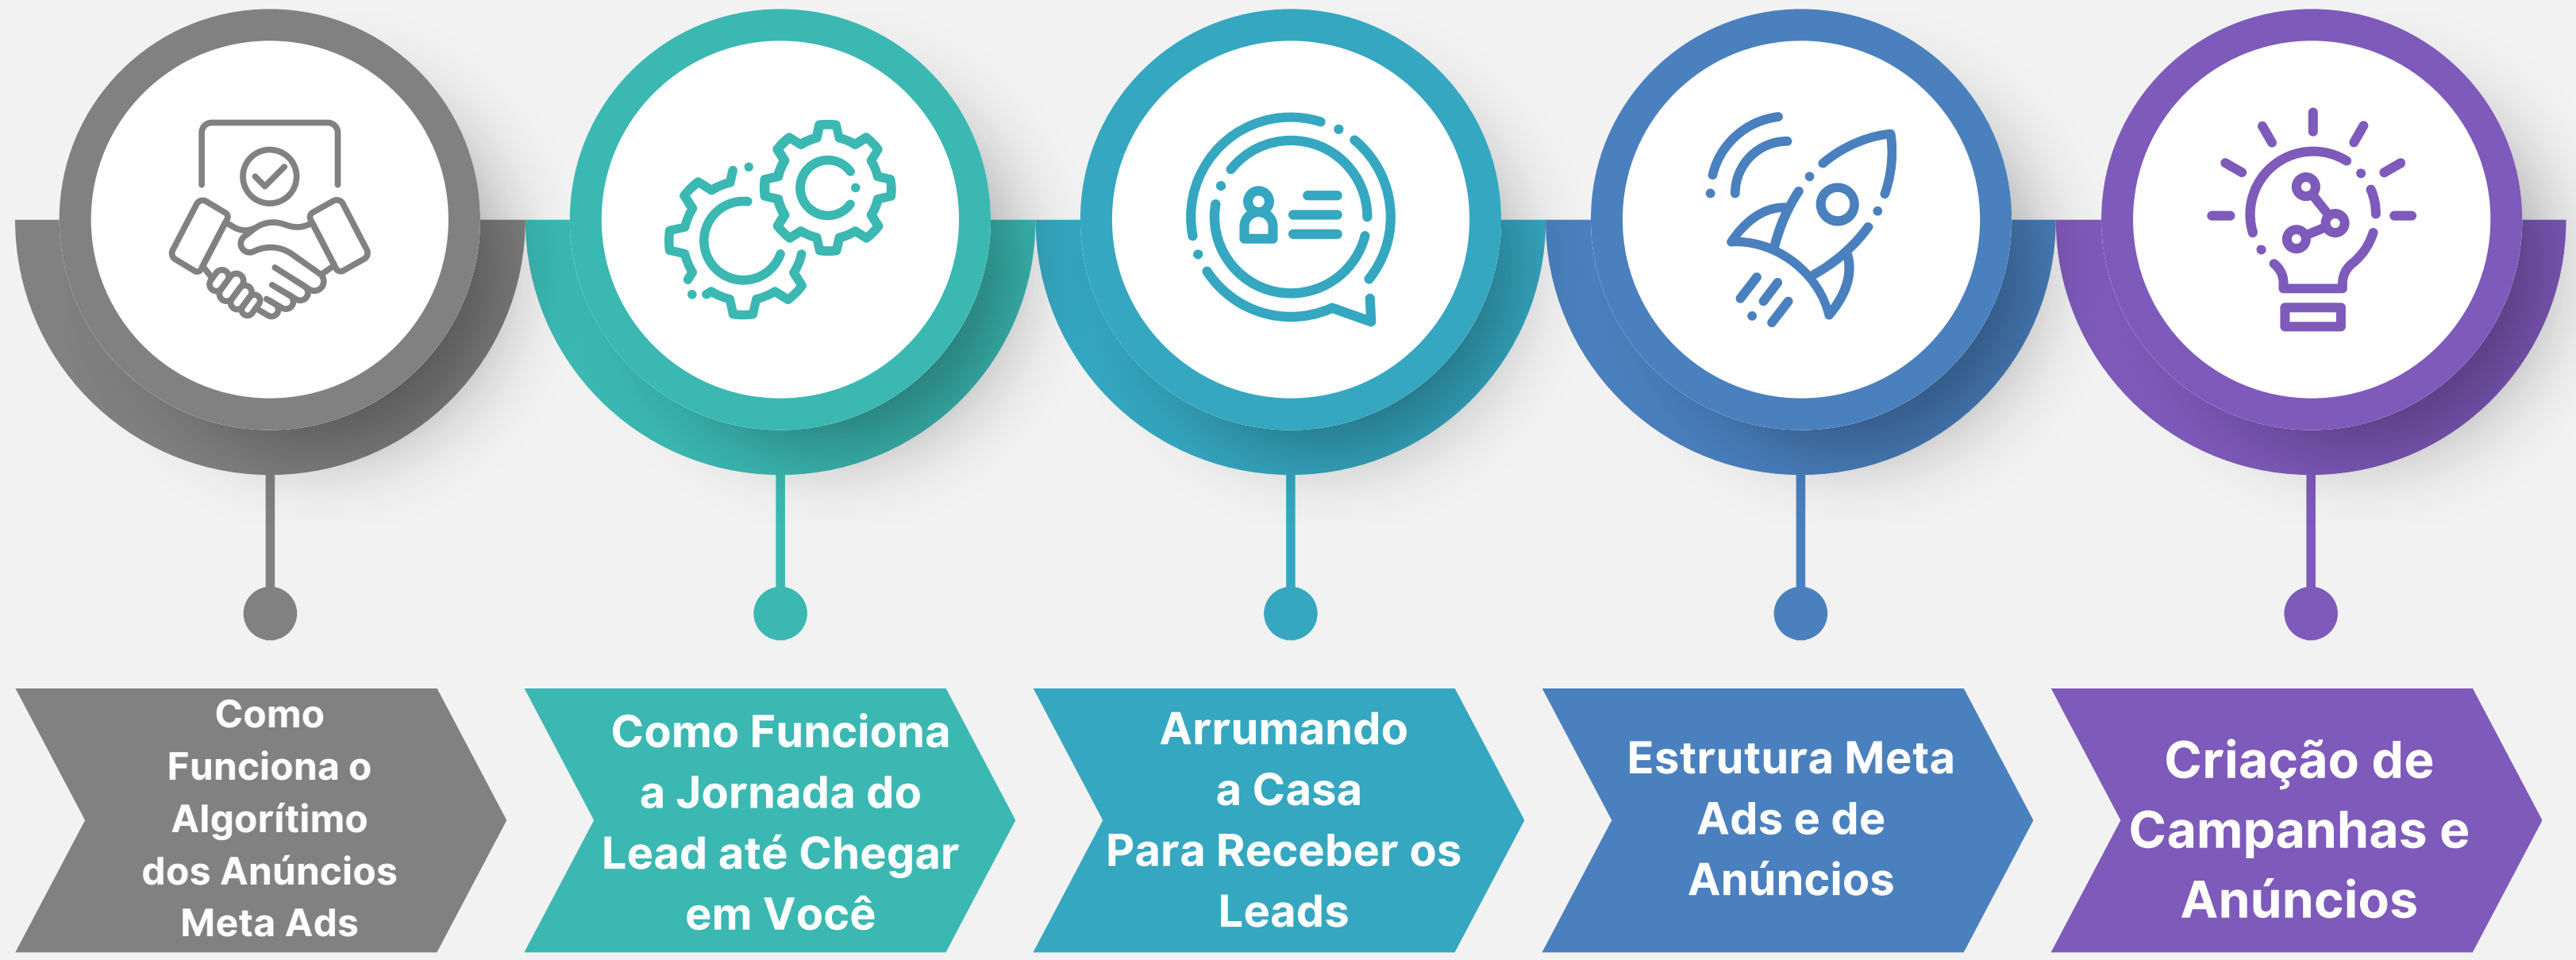 Como
Funciona o
Algorítimo
dos Anúncios
Meta Ads
Como Funciona
a Jornada do
Lead até Chegar
em Você
Arrumando
a Casa
Para Receber os
Leads
Estrutura Meta
Ads e de
Anúncios
Criação de
Campanhas e
Anúncios